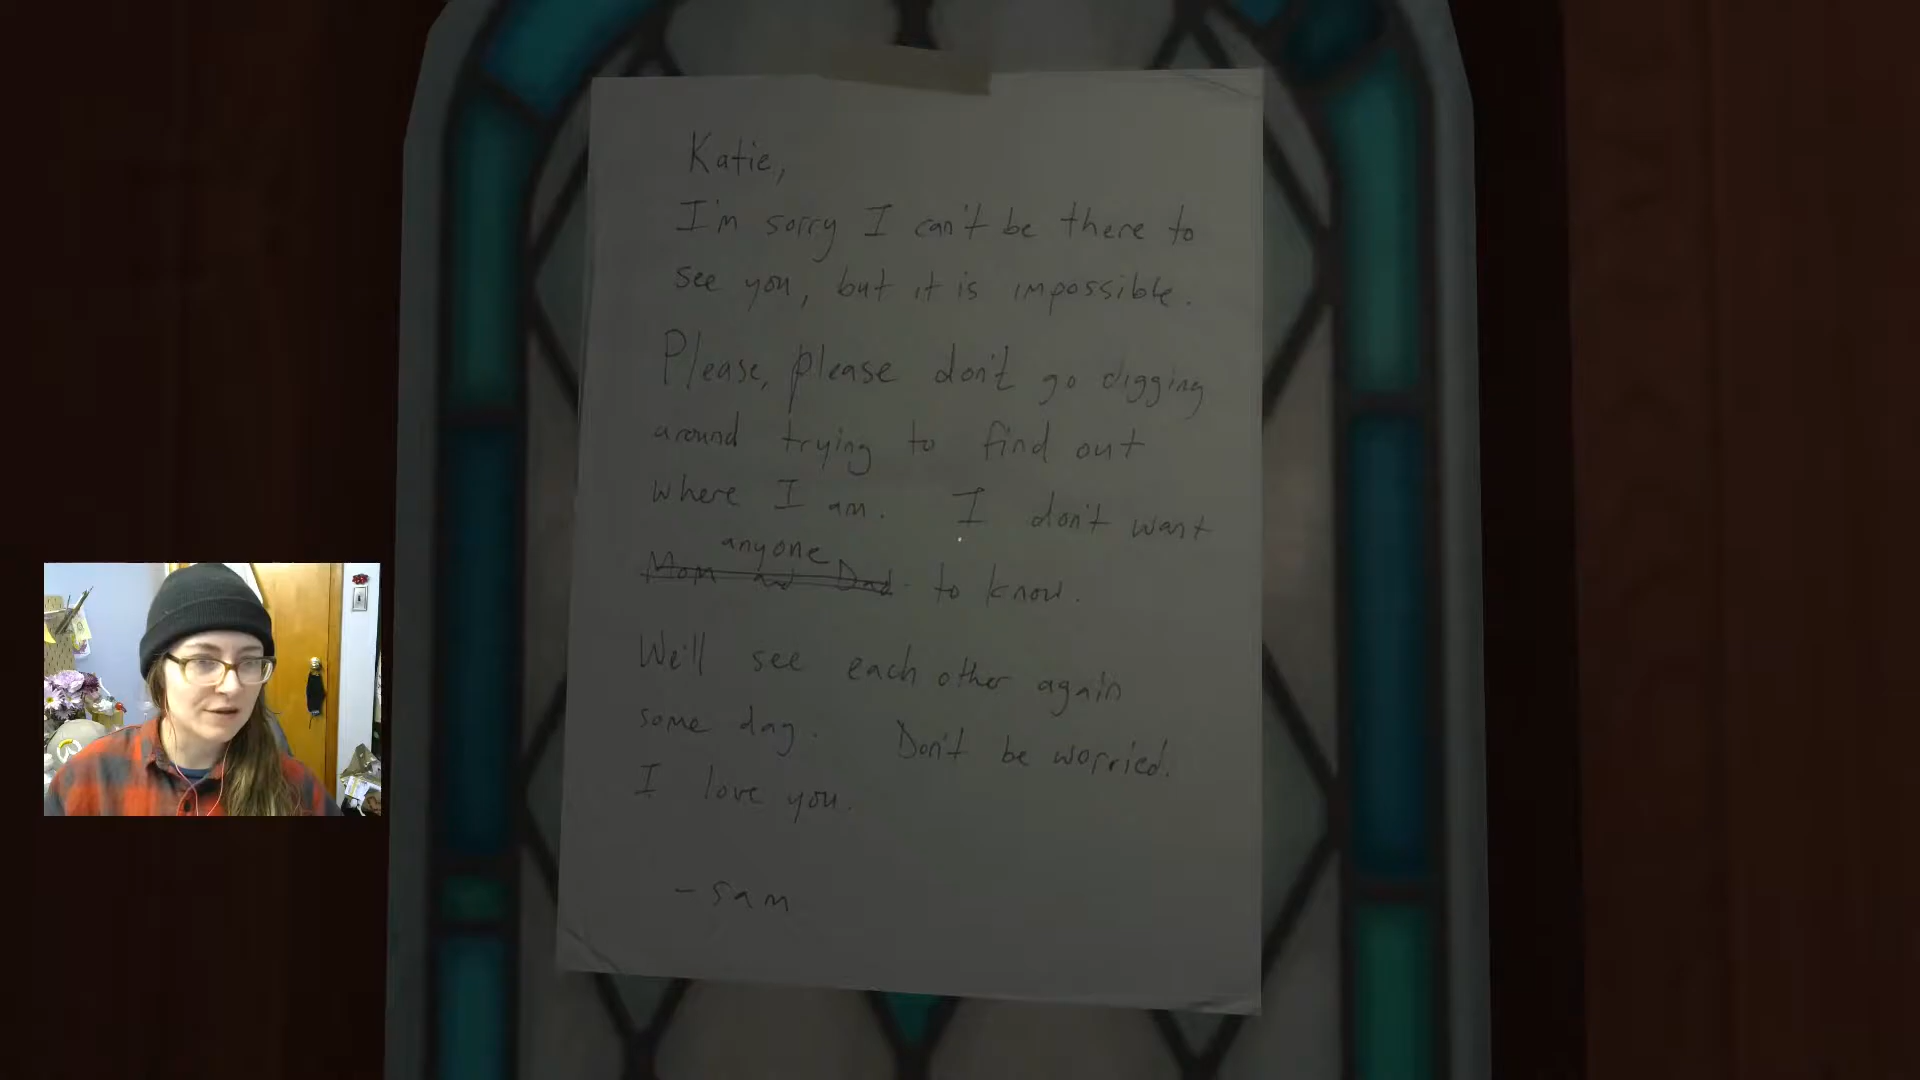 Katie,
I'm sorry I can't be there to
see you, but it is impossible.
Please, please don't go digging
around trying to find out
where I am. I don't want
anyone
Mom and Dad to know.
We'll see each other again
some day. Don't be worried.
I love you.
- Sam